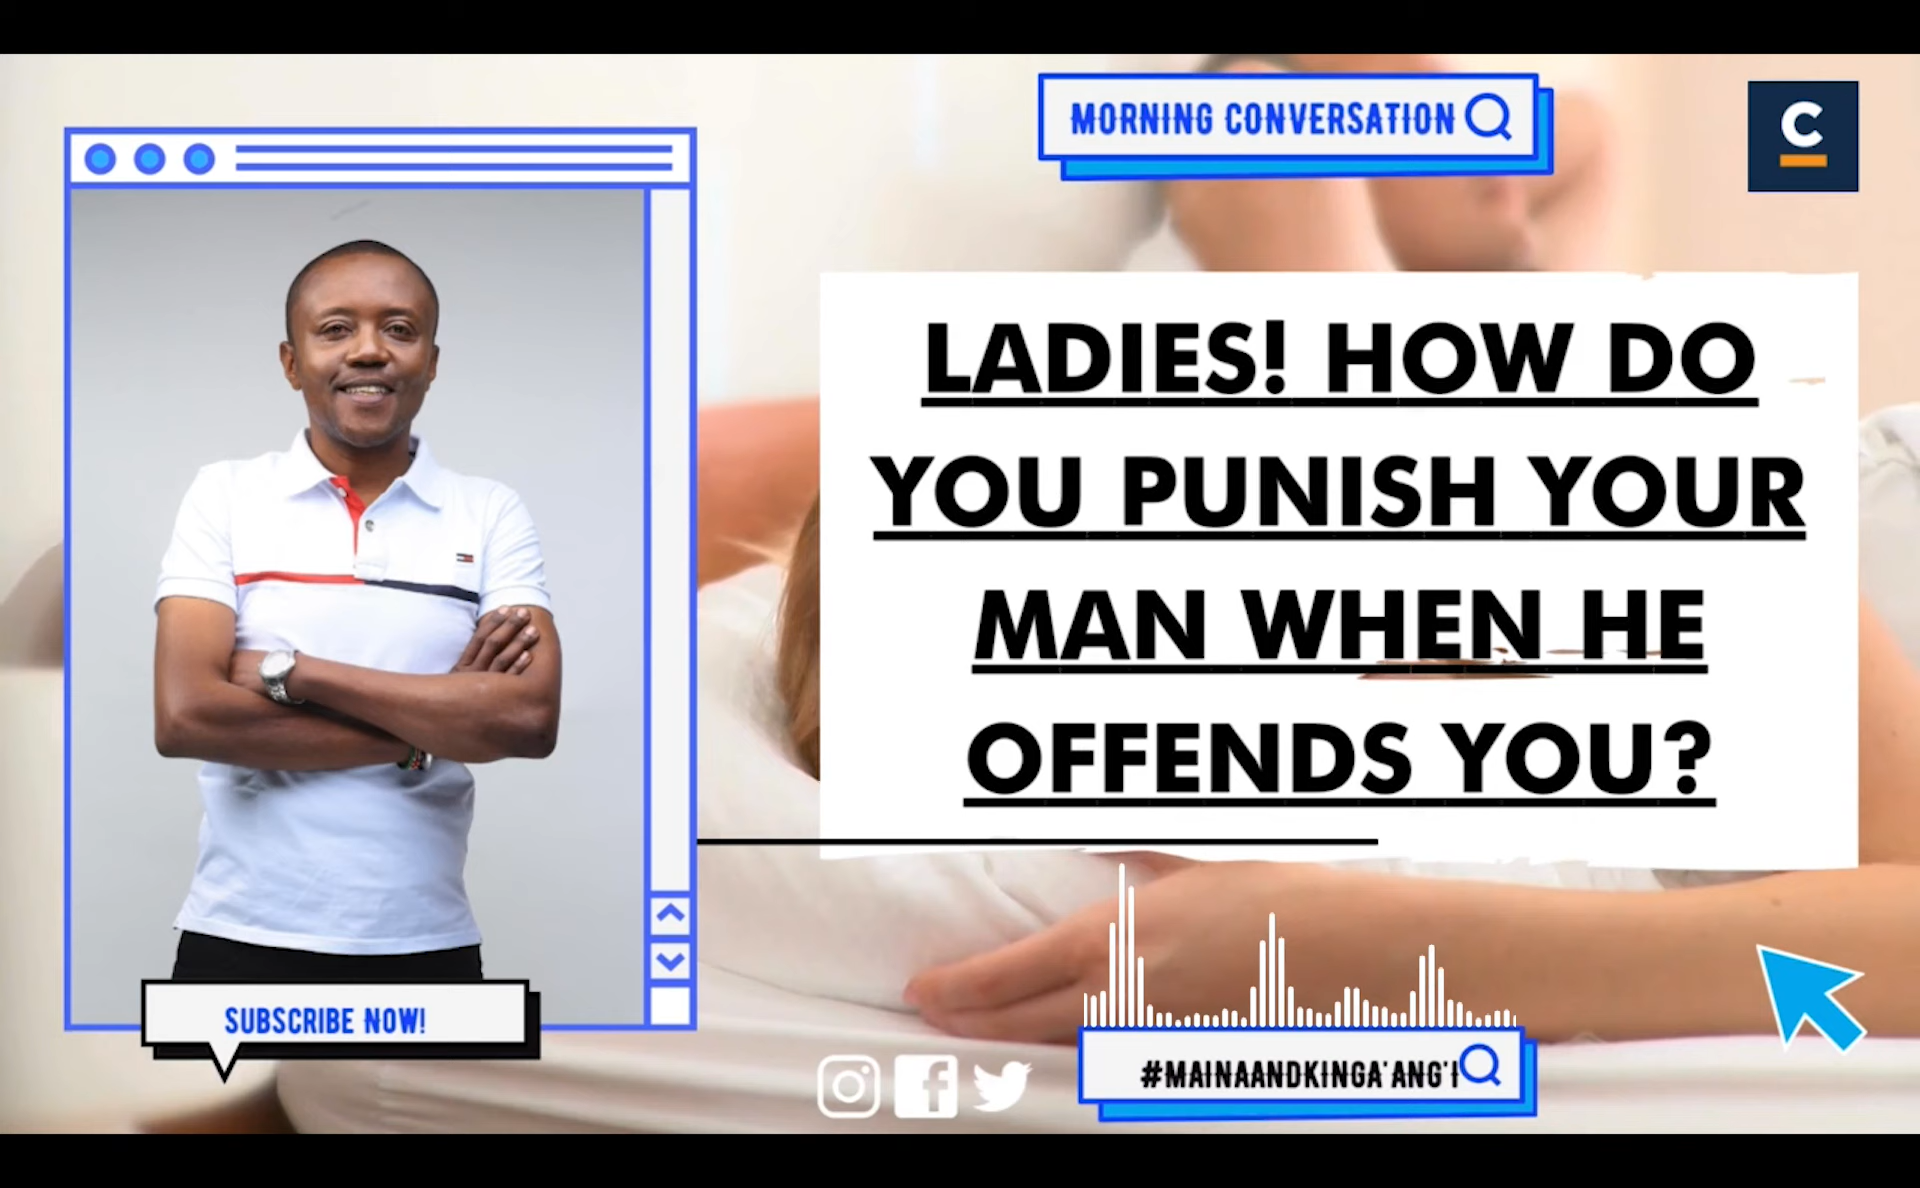 MORNING CONVERSATION
C
LADIES! HOW DO
YOU PUNISH YOUR
MAN WHEN HE
OFFENDS YOU?
SUBSCRIBE NOW!
#MAINAANDKINGA'ANG'I